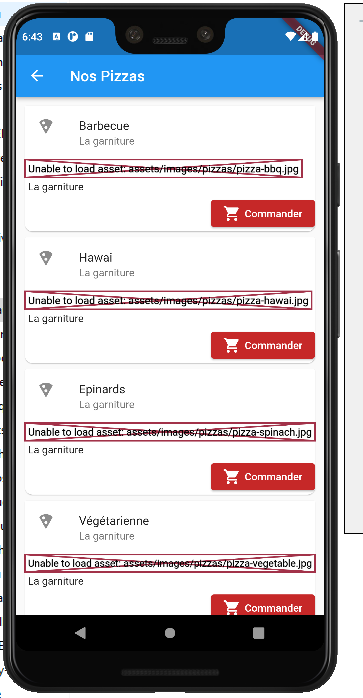 6:43
DEBUG
Nos Pizzas
Barbecue
La garniture
Unable to load asset: assets/images/pizzas/pizza-bbq.jpg
La garniture
Commander
Hawai
La garniture
Unable to load asset: assets/images/pizzas/pizza-hawai.jpg
La garniture
Commander
Epinards
La garniture
Unable to load asset: assets/images/pizzas/pizza-spinach.jpg
La garniture
Commander
Végétarienne
La garniture
Unable to load asset: assets/images/pizzas/pizza-vegetable.jpg
La garniture
Commander